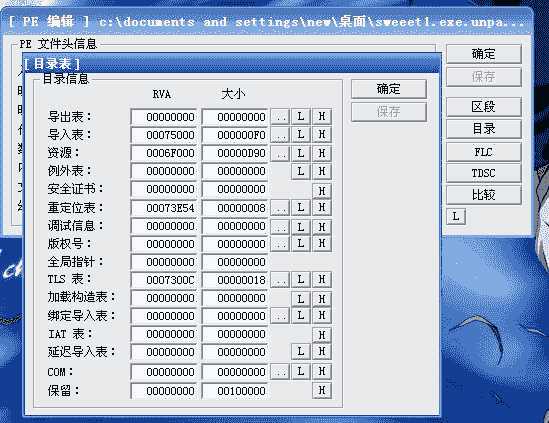 [ PE 编辑 ] c:\documents and settings\new\桌面\sweeetl.exe.unpa...
PE 文件头信息
确定
保存
区段
目录
FLC
TDSC
比较
L
[ 目录表 ]
目录信息
RVA 大小
确定
保存
导出表： 00000000 00000000 .. L H
导入表： 00075000 000000F0 .. L H
资源： 0006F000 00000D90 .. L H
例外表： 00000000 00000000 L H
安全证书： 00000000 00000000 H
重定位表： 00073E54 00000008 .. L H
调试信息： 00000000 00000000 .. L H
版权号： 00000000 00000000 .. L H
全局指针： 00000000 00000000
TLS 表： 0007300C 00000018 .. L H
加载构造表： 00000000 00000000 L H
绑定导入表： 00000000 00000000 .. L H
IAT 表： 00000000 00000000 H
延迟导入表： 00000000 00000000 L H
COM： 00000000 00000000 .. L H
保留： 00000000 00100000 H